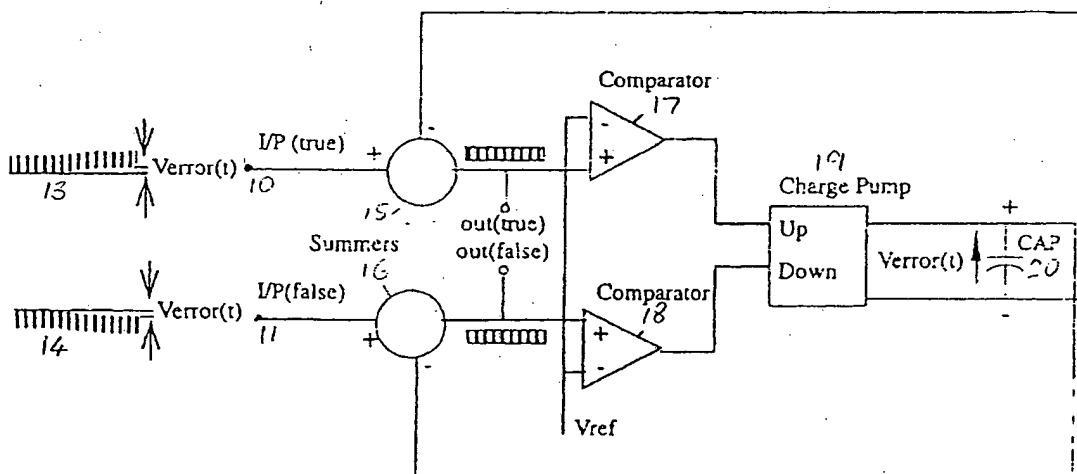 Comparator
17
I/P (true)
-
-
+
+
Verror(t)
13
10
15
19
Charge Pump
out(true)
out(false)
Up
Down
+
CAP
20
Verror(t)
-
Summers
16
I/P(false)
Comparator
18
Verror(t)
14
11
+
-
+
-
Vref